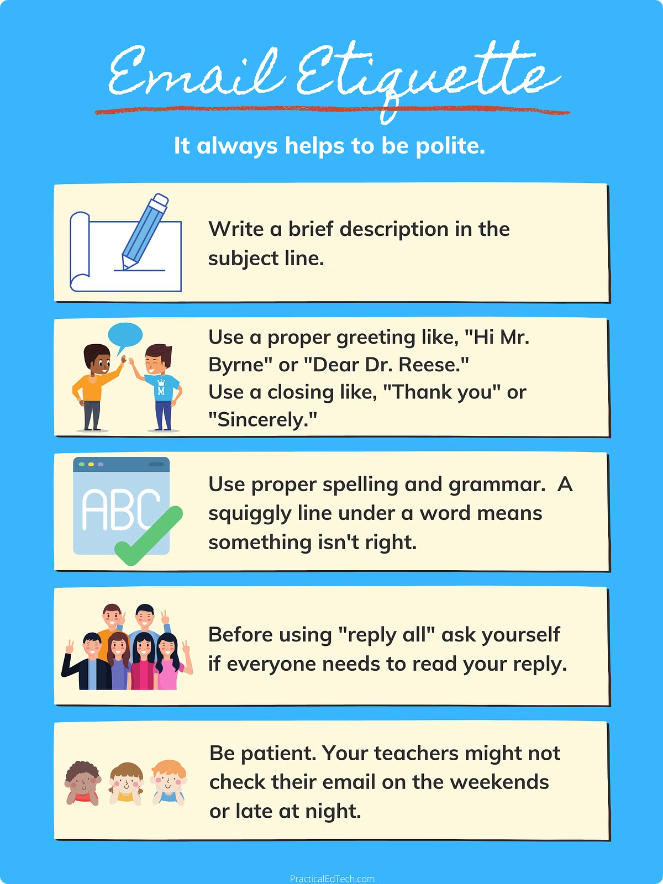 Email Etiquette
It always helps to be polite.
Write a brief description in the
subject line.
Use a proper greeting like, "Hi Mr.
Byrne" or "Dear Dr. Reese."
Use a closing like, "Thank you" or
"Sincerely."
M
ABC
Use proper spelling and grammar.  A
squiggly line under a word means
something isn't right.
Before using "reply all" ask yourself
if everyone needs to read your reply.
Be patient. Your teachers might not
check their email on the weekends
or late at night.
PracticalEdTech.com